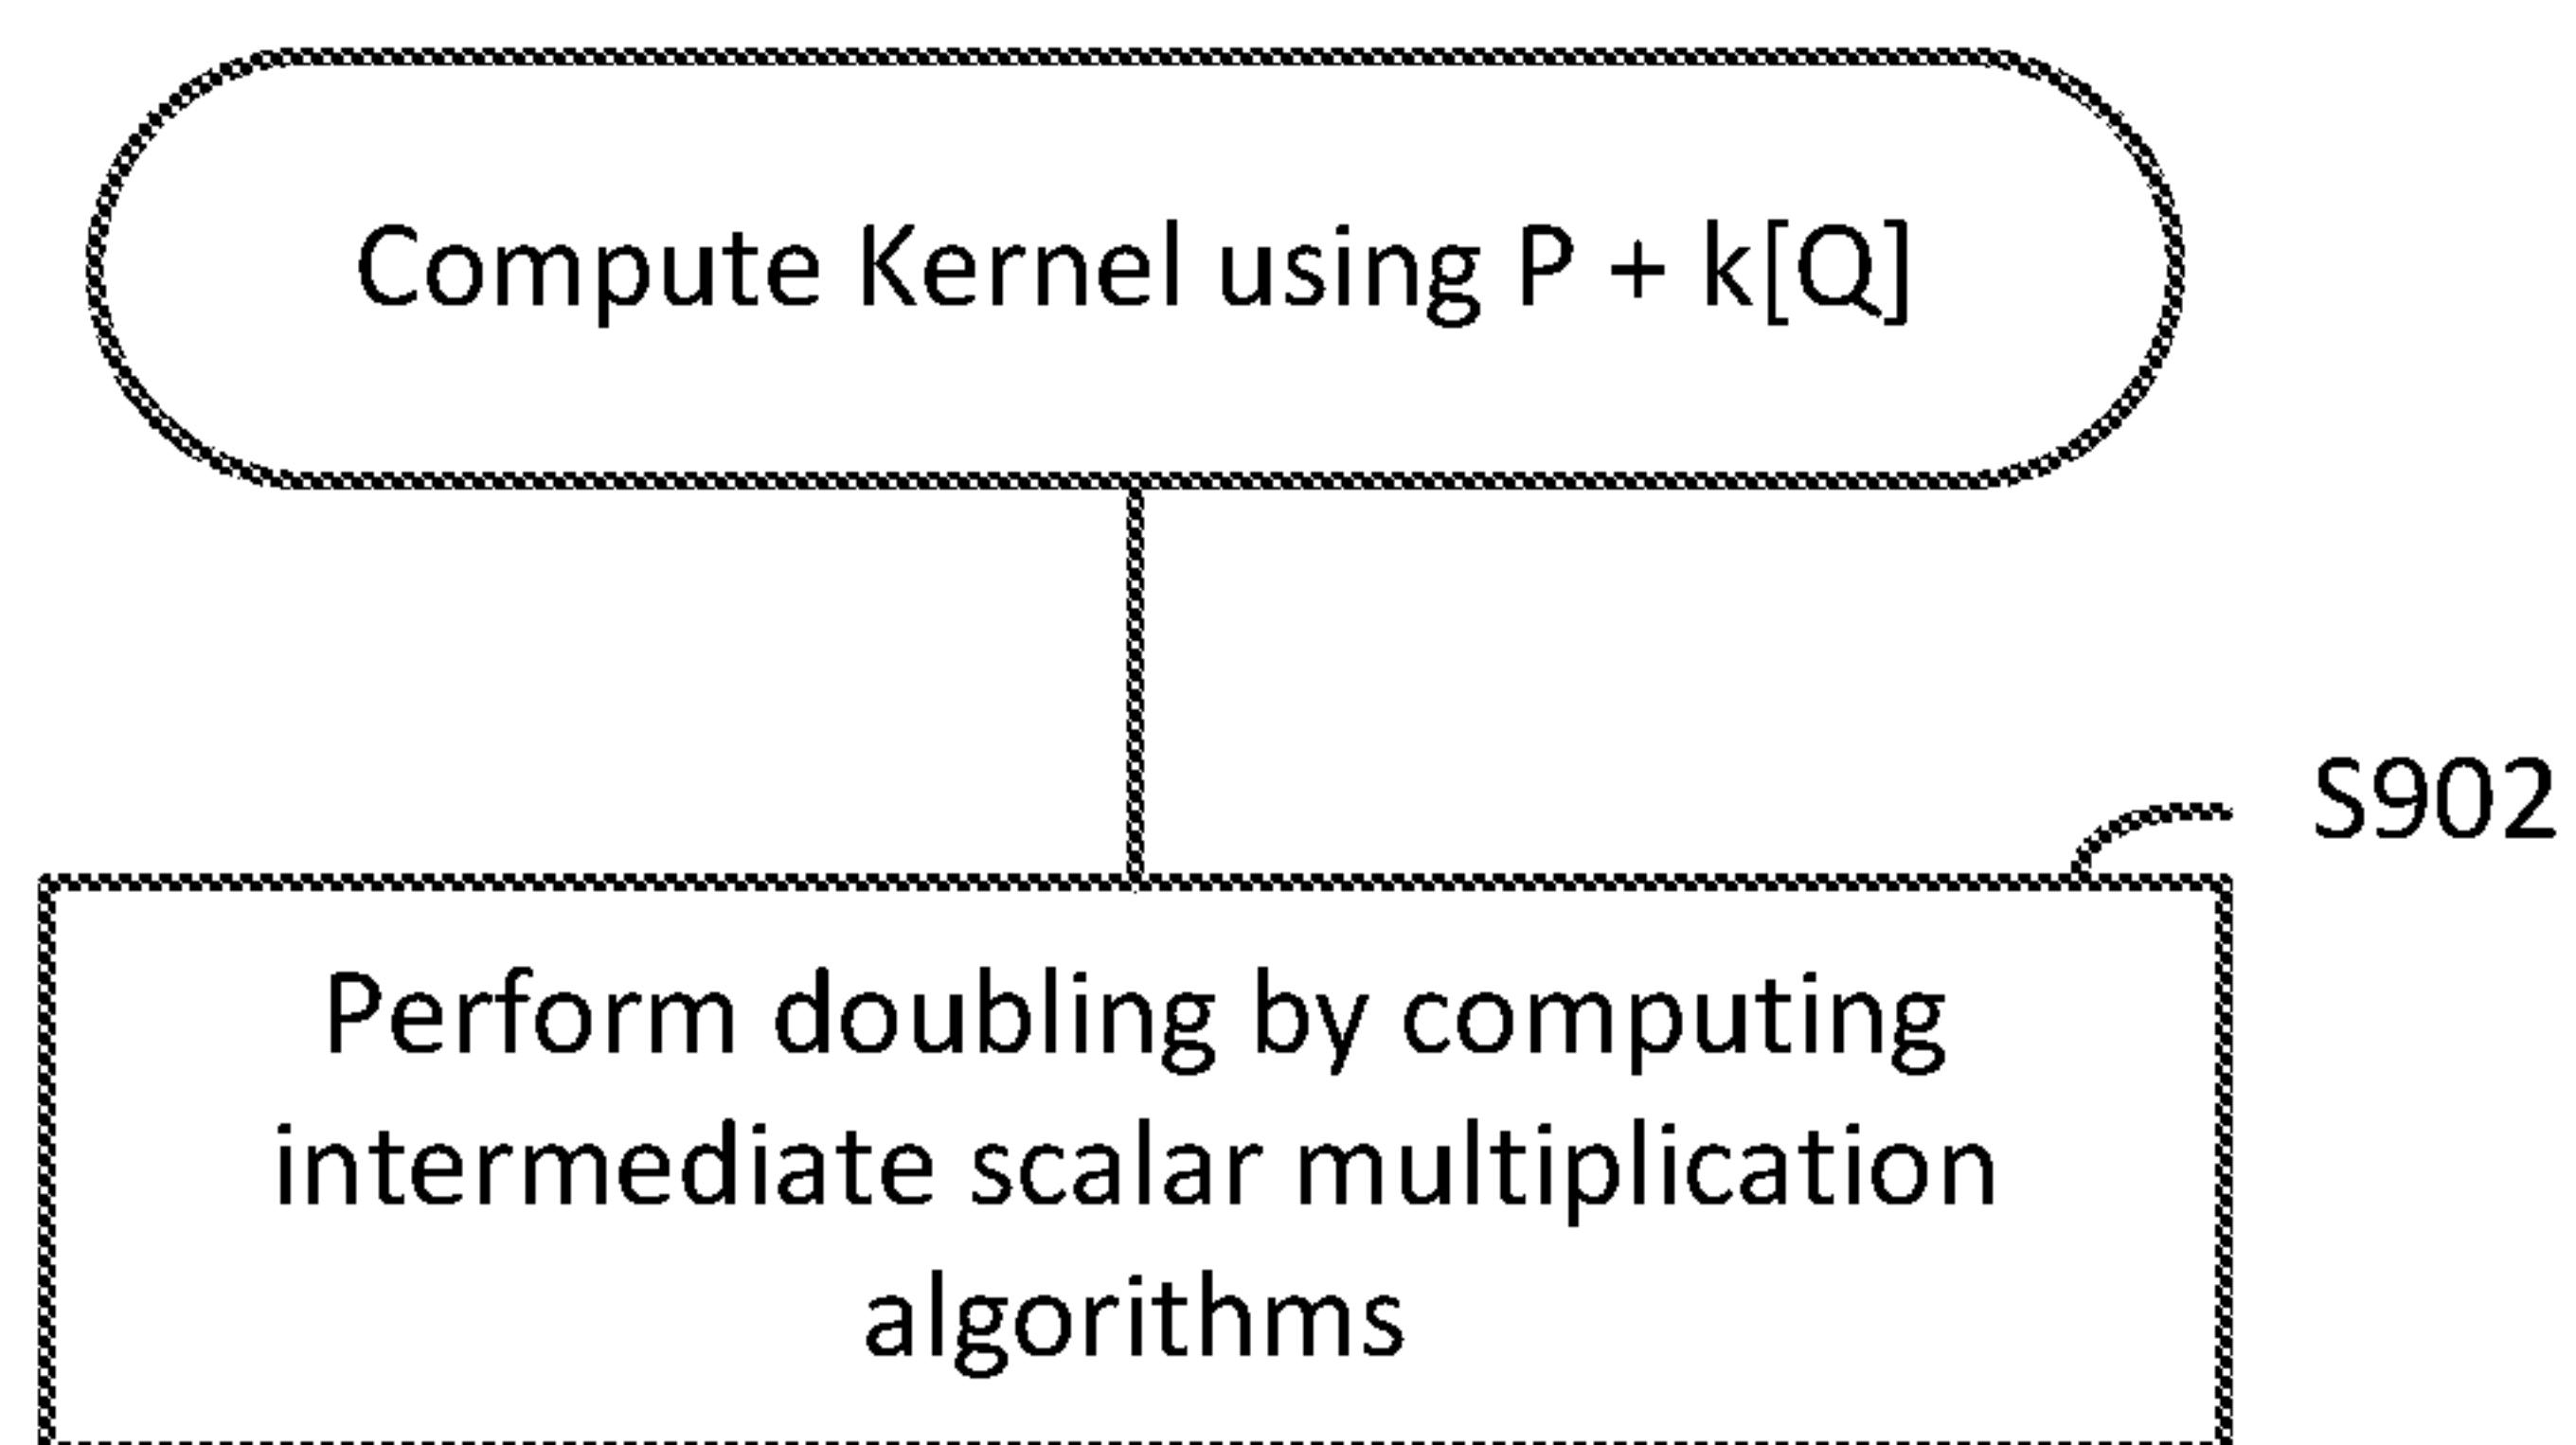 Compute Kernel using P + k[Q]
S902
Perform doubling by computing
intermediate scalar multiplication
algorithms